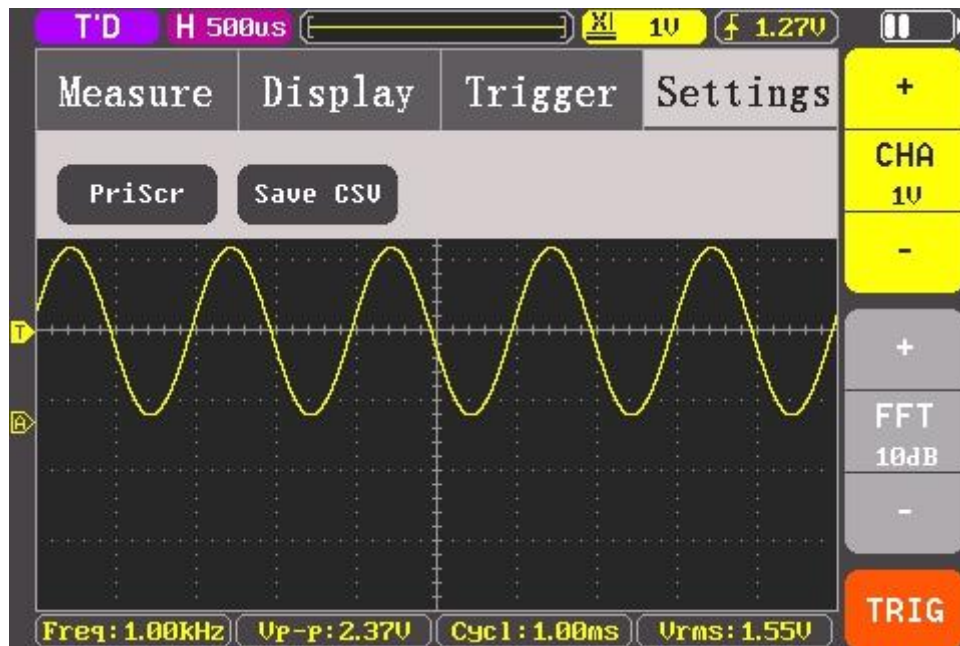 T'D H 500us X1 1V 1.27V
Measure Display Trigger Settings
PriScr Save CSV
+
CHA
1V
-
T
A
+
FFT
10dB
-
TRIG
Freq:1.00kHz Vp-p:2.37V Cycl:1.00ms Vrms:1.55V